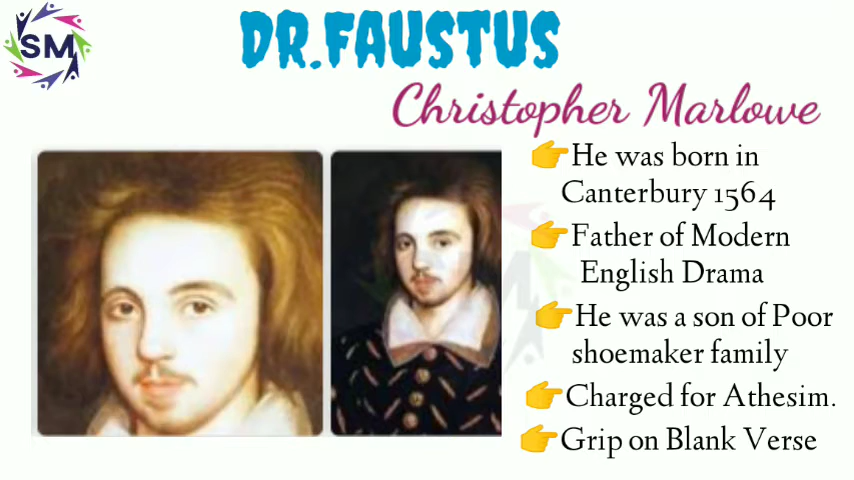 SM
DR.FAUSTUS
Christopher Marlowe
👉He was born in
Canterbury 1564
👉Father of Modern
English Drama
👉He was a son of Poor
shoemaker family
👉Charged for Athesim.
👉Grip on Blank Verse